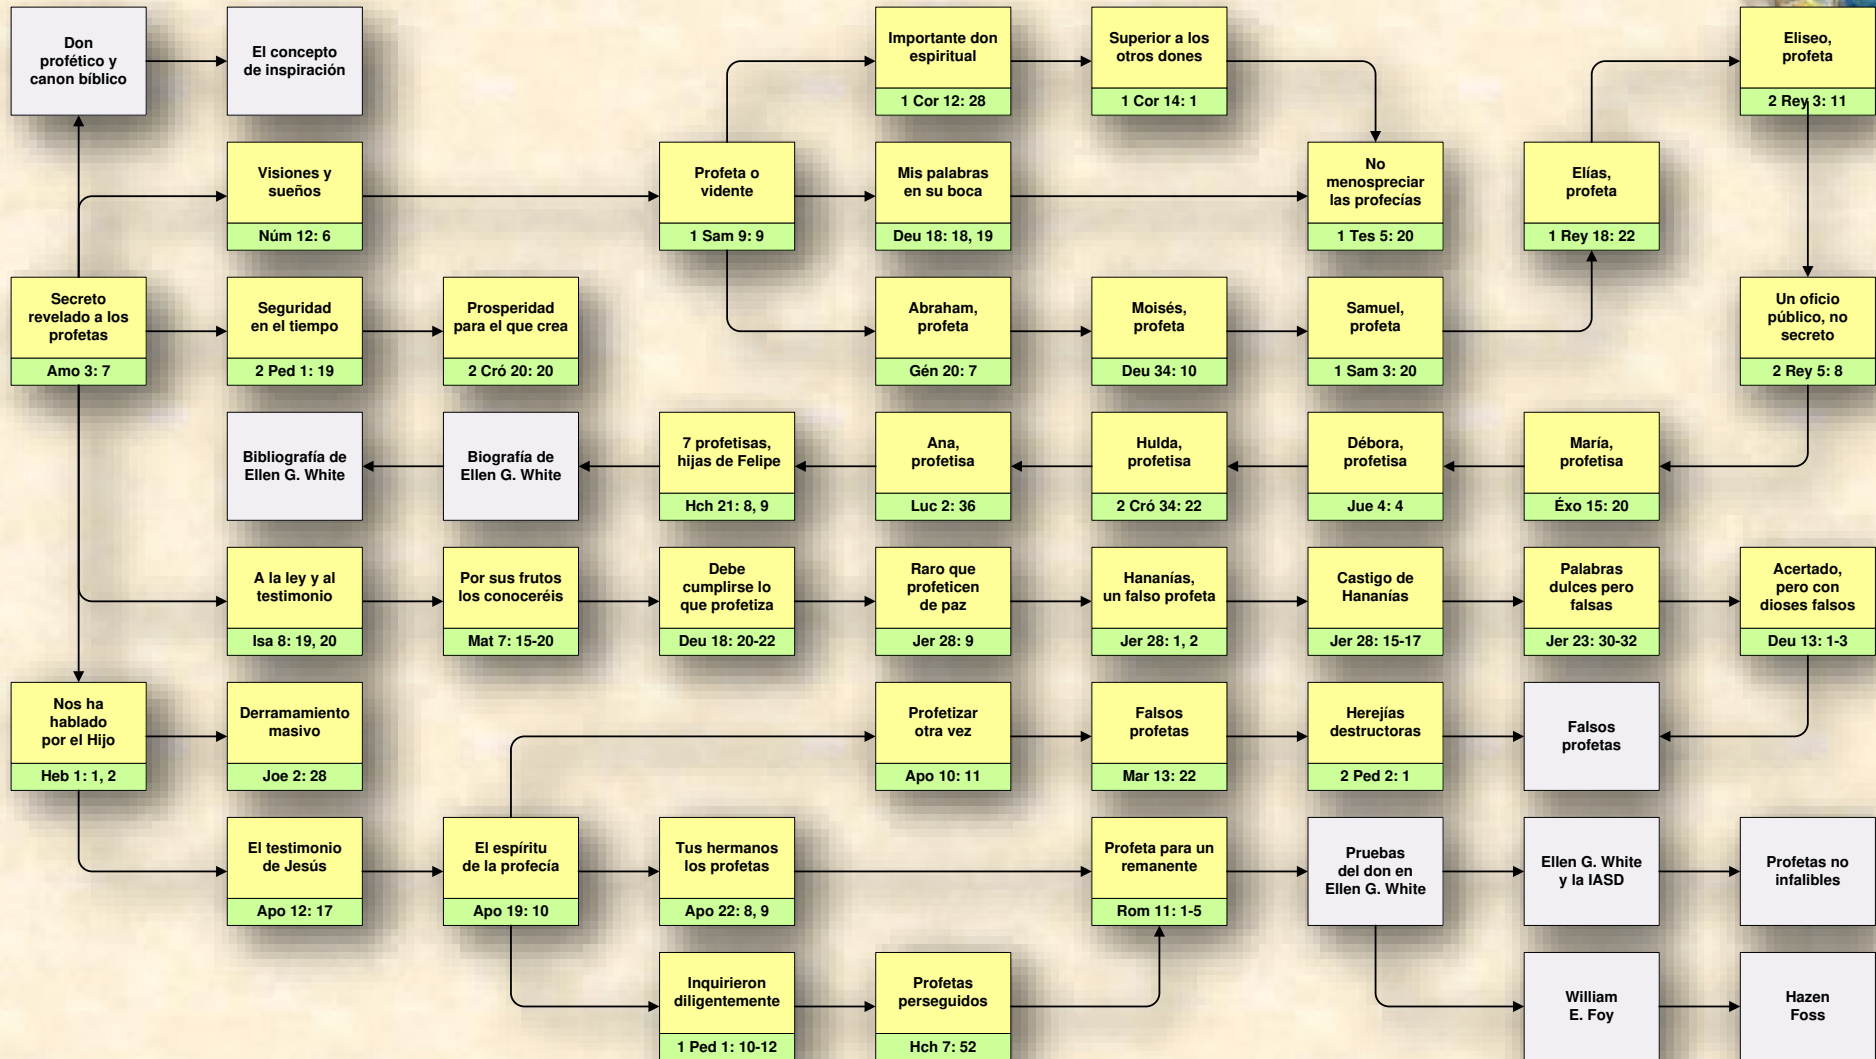 Don
profético y
canon bíblico
El concepto
de inspiración
Importante don
espiritual
1 Cor 12: 28
Superior a los
otros dones
1 Cor 14: 1
Eliseo,
profeta
2 Rey 3: 11
Visiones y
sueños
Núm 12: 6
Profeta o
vidente
1 Sam 9: 9
Mis palabras
en su boca
Deu 18: 18, 19
No
menospreciar
las profecías
1 Tes 5: 20
Elías,
profeta
1 Rey 18: 22
Secreto
revelado a los
profetas
Amo 3: 7
Seguridad
en el tiempo
2 Ped 1: 19
Prosperidad
para el que crea
2 Cró 20: 20
Abraham,
profeta
Gén 20: 7
Moisés,
profeta
Deu 34: 10
Samuel,
profeta
1 Sam 3: 20
Un oficio
público, no
secreto
2 Rey 5: 8
Bibliografía de
Ellen G. White
Biografía de
Ellen G. White
7 profetisas,
hijas de Felipe
Hch 21: 8, 9
Ana,
profetisa
Luc 2: 36
Hulda,
profetisa
2 Cró 34: 22
Débora,
profetisa
Jue 4: 4
María,
profetisa
Éxo 15: 20
A la ley y al
testimonio
Isa 8: 19, 20
Por sus frutos
los conoceréis
Mat 7: 15-20
Debe
cumplirse lo
que profetiza
Deu 18: 20-22
Raro que
profeticen
de paz
Jer 28: 9
Hananías,
un falso profeta
Jer 28: 1, 2
Castigo de
Hananías
Jer 28: 15-17
Palabras
dulces pero
falsas
Jer 23: 30-32
Acertado,
pero con
dioses falsos
Deu 13: 1-3
Nos ha
hablado
por el Hijo
Heb 1: 1, 2
Derramamiento
masivo
Joe 2: 28
Profetizar
otra vez
Apo 10: 11
Falsos
profetas
Mar 13: 22
Herejías
destructoras
2 Ped 2: 1
Falsos
profetas
El testimonio
de Jesús
Apo 12: 17
El espíritu
de la profecía
Apo 19: 10
Tus hermanos
los profetas
Apo 22: 8, 9
Profeta para un
remanente
Rom 11: 1-5
Pruebas
del don en
Ellen G. White
Ellen G. White
y la IASD
Profetas no
infalibles
Inquirieron
diligentemente
1 Ped 1: 10-12
Profetas
perseguidos
Hch 7: 52
William
E. Foy
Hazen
Foss